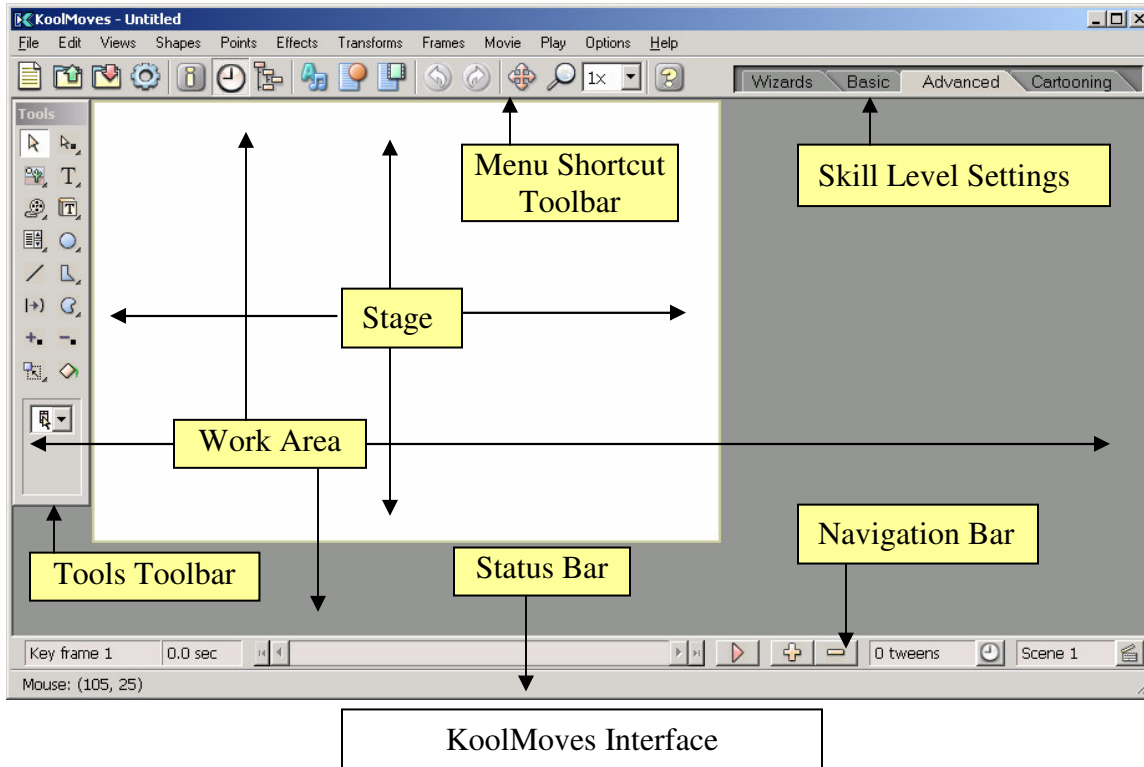 KoolMoves - Untitled
File Edit Views Shapes Points Effects Transforms Frames Movie Play Options Help
1x
Wizards Basic Advanced Cartooning
Tools
Menu Shortcut
Toolbar
Skill Level Settings
Stage
Work Area
Navigation Bar
Tools Toolbar
Status Bar
Key frame 1 0.0 sec 0 tweens Scene 1
Mouse: (105, 25)
KoolMoves Interface